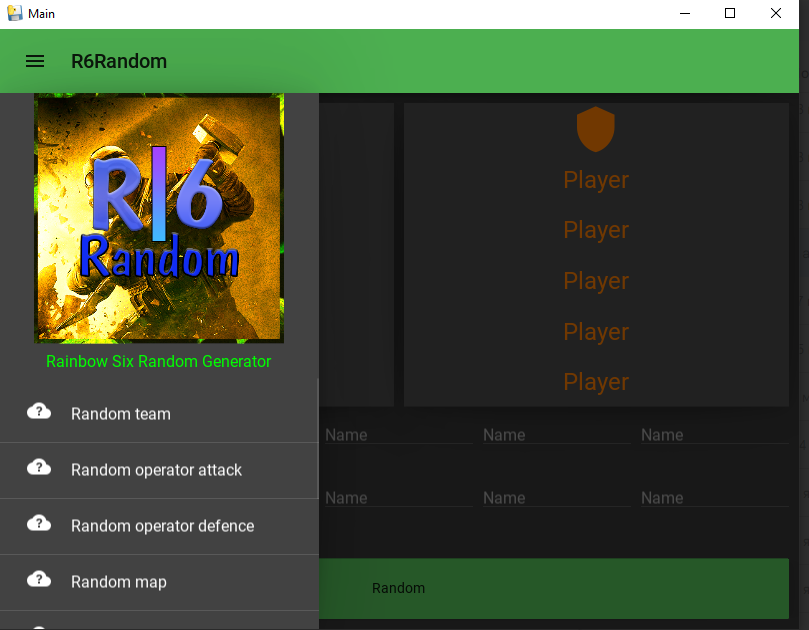 Main
R6Random
R6
Random
Rainbow Six Random Generator
Random team
Random operator attack
Random operator defence
Random map
Player
Player
Player
Player
Player
Name Name Name
Name Name Name
Random